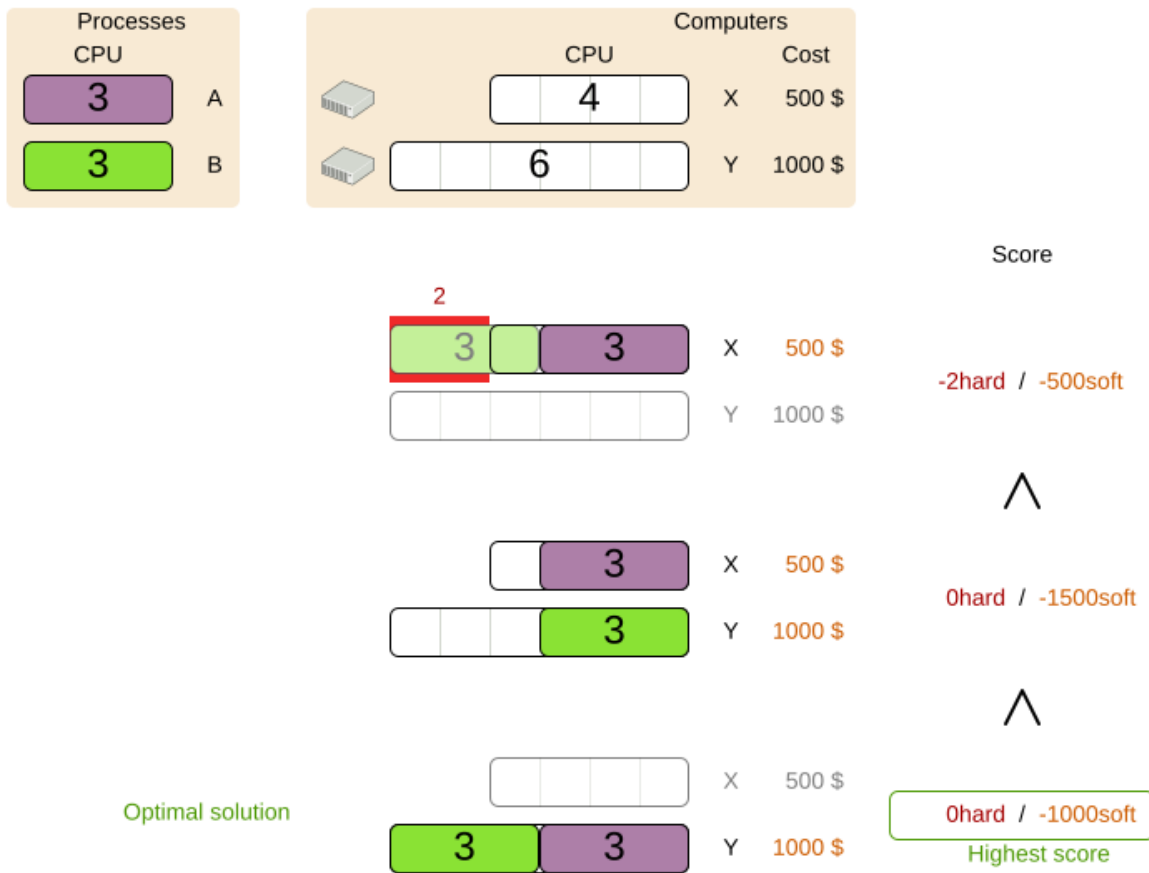 Processes
CPU
3 A
3 B
Computers
CPU Cost
4 X 500 $
6 Y 1000 $
Score
2
3 3 X 500 $
-2hard / -500soft
Y 1000 $
3 X 500 $
0hard / -1500soft
3 Y 1000 $
X 500 $
Optimal solution
0hard / -1000soft
3 3 Y 1000 $
Highest score